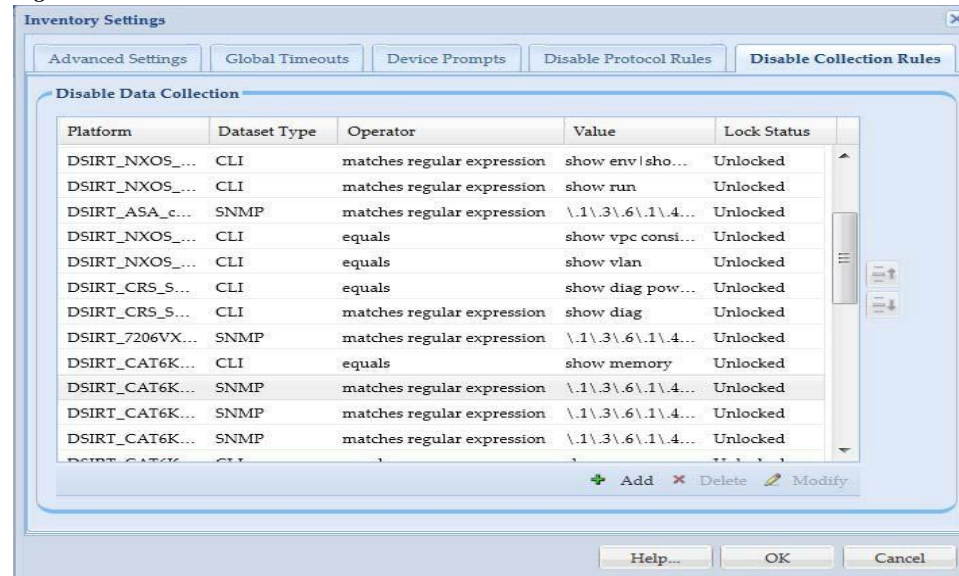 Inventory Settings
Advanced Settings Global Timeouts Device Prompts Disable Protocol Rules Disable Collection Rules
Disable Data Collection
Platform Dataset Type Operator Value Lock Status
DSIRT_NXOS_... CLI matches regular expression show env|sho... Unlocked
DSIRT_NXOS_... CLI matches regular expression show run Unlocked
DSIRT_ASA_c... SNMP matches regular expression \.1\.3\.6\.1\.4... Unlocked
DSIRT_NXOS_... CLI equals show vpc consi... Unlocked
DSIRT_NXOS_... CLI equals show vlan Unlocked
DSIRT_CRS_S... CLI equals show diag pow... Unlocked
DSIRT_CRS_S... CLI matches regular expression show diag Unlocked
DSIRT_7206VX... SNMP matches regular expression \.1\.3\.6\.1\.4... Unlocked
DSIRT_CAT6K... CLI equals show memory Unlocked
DSIRT_CAT6K... SNMP matches regular expression \.1\.3\.6\.1\.4... Unlocked
DSIRT_CAT6K... SNMP matches regular expression \.1\.3\.6\.1\.4... Unlocked
DSIRT_CAT6K... SNMP matches regular expression \.1\.3\.6\.1\.4... Unlocked
Add Delete Modify
Help... OK Cancel